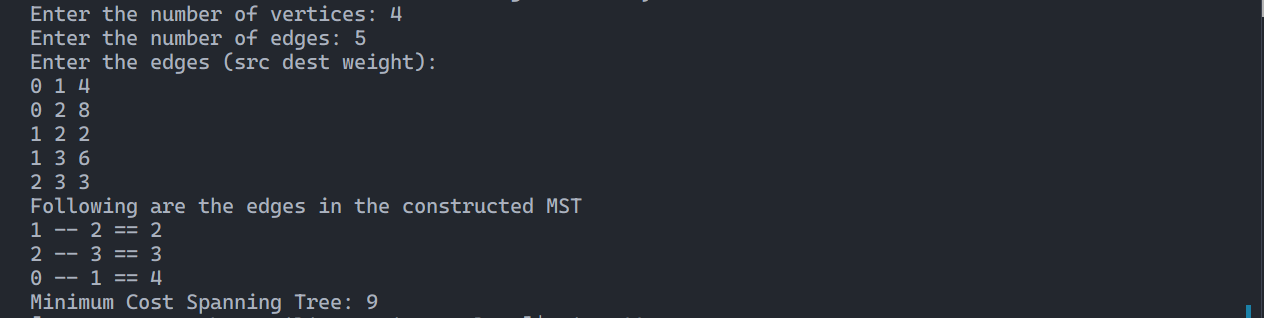 Enter the number of vertices: 4
Enter the number of edges: 5
Enter the edges (src dest weight):
0 1 4
0 2 8
1 2 2
1 3 6
2 3 3
Following are the edges in the constructed MST
1 -- 2 == 2
2 -- 3 == 3
0 -- 1 == 4
Minimum Cost Spanning Tree: 9